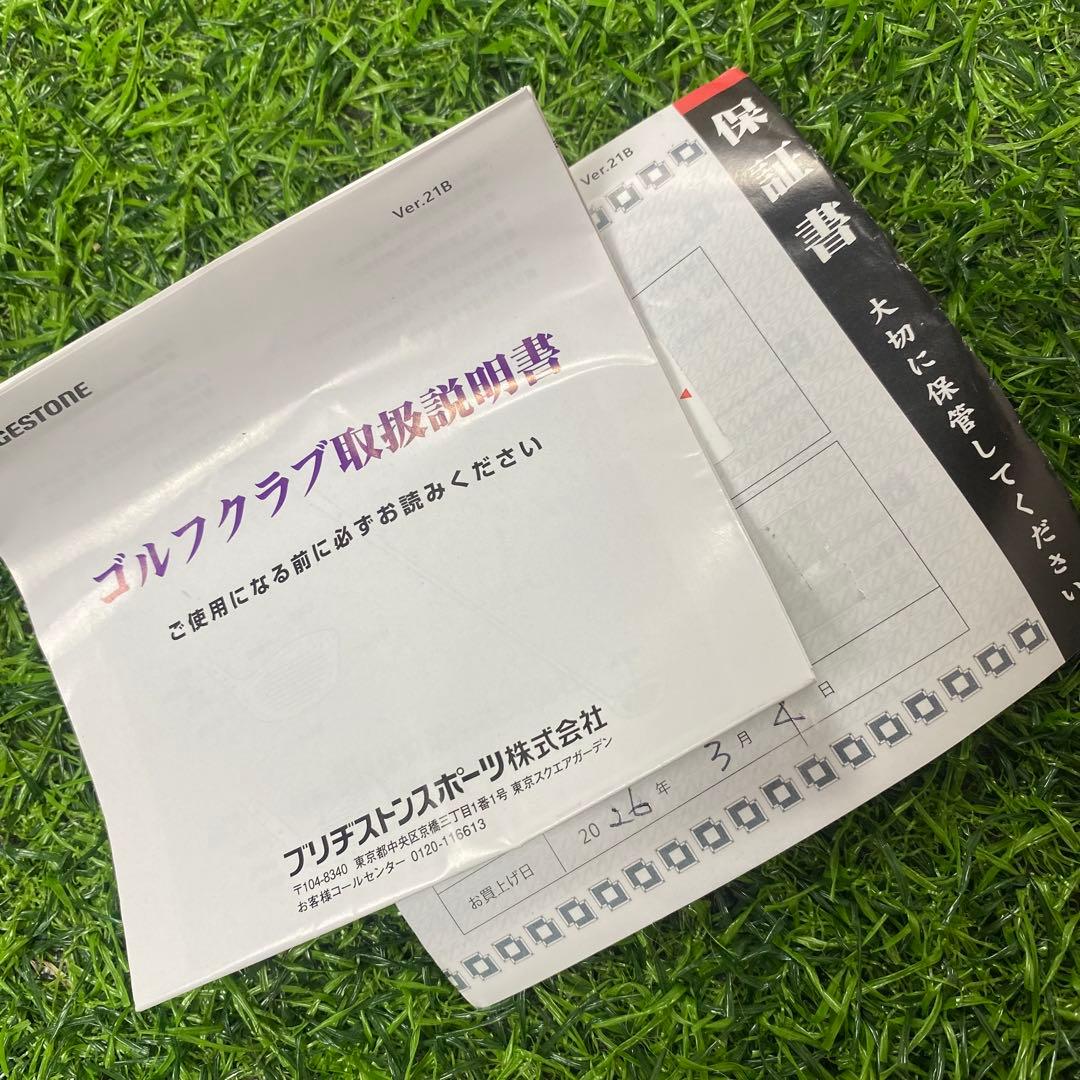 Ver.21B
GESTONE
ゴルフクラブ取扱説明書
ご使用になる前に必ずお読みください
ブリヂストンスポーツ株式会社
〒104-8340 東京都中央区京橋三丁目1番1号 東京スクエアガーデン
お客様コールセンター 0120-116613
Ver.21B
保証書
大切に保管してください
お買上げ日
2026年3月4日